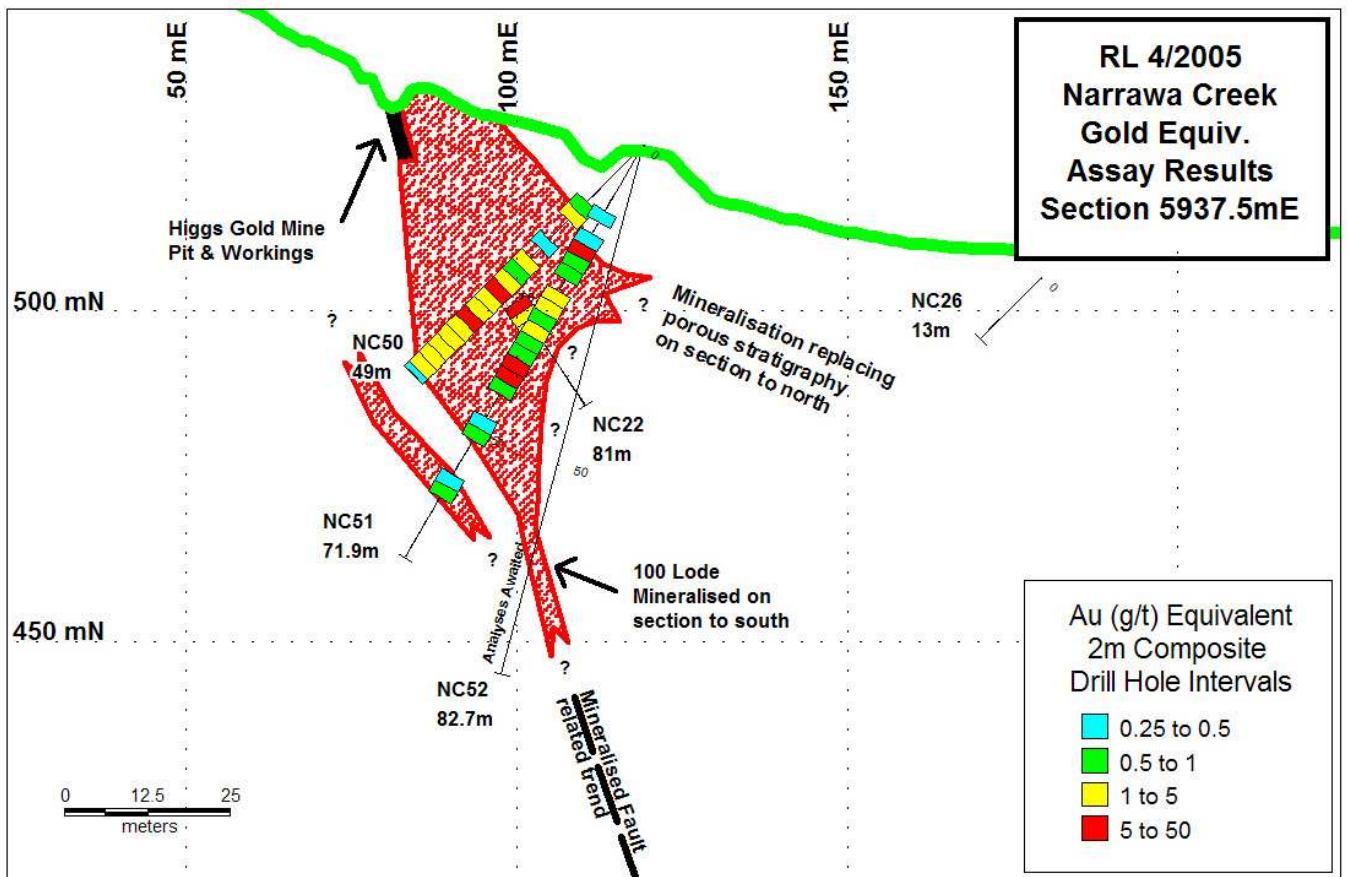 50 mE
100 mE
150 mE
RL 4/2005
Narrawa Creek
Gold Equiv.
Assay Results
Section 5937.5mE
0
Higgs Gold Mine
Pit & Workings
500 mN
?
NC50
49m
?
Mineralisation replacing
porous stratigraphy
on section to north
NC26
13m
0
?
NC22
81m
?
50
NC51
71.9m
?
Analyses Awaited
100 Lode
Mineralised on
section to south
450 mN
?
NC52
82.7m
Mineralised Fault
related trend
0 12.5 25
meters
Au (g/t) Equivalent
2m Composite
Drill Hole Intervals
0.25 to 0.5
0.5 to 1
1 to 5
5 to 50